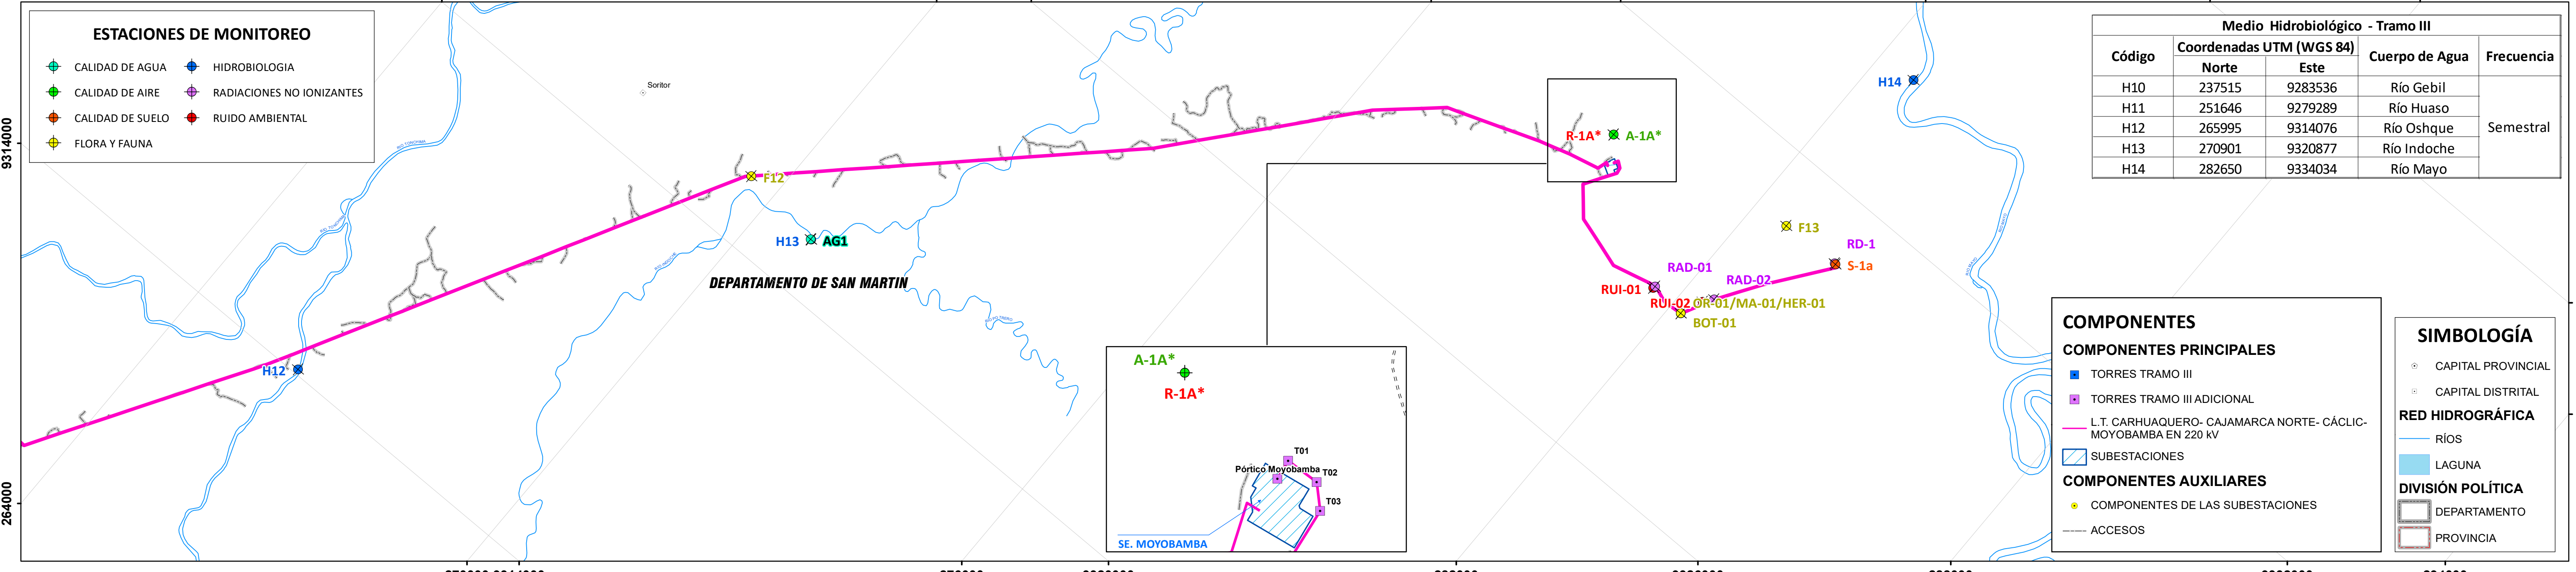 ESTACIONES DE MONITOREO
CALIDAD DE AGUA
HIDROBIOLOGIA
CALIDAD DE AIRE
RADIACIONES NO IONIZANTES
CALIDAD DE SUELO
RUIDO AMBIENTAL
FLORA Y FAUNA
9314000
264000
Soritor
F12
H13
AG1
DEPARTAMENTO DE SAN MARTIN
H12
R-1A*
A-1A*
H14
F13
RD-1
S-1a
RAD-01
RAD-02
RUI-01
RUI-02
OR-01/MA-01/HER-01
BOT-01
A-1A*
R-1A*
T01
Pórtico Moyobamba
T02
T03
SE. MOYOBAMBA
Medio Hidrobiológico - Tramo III
Código
Coordenadas UTM (WGS 84)
Cuerpo de Agua
Frecuencia
Norte
Este
H10 237515 9283536 Río Gebil
H11 251646 9279289 Río Huaso
H12 265995 9314076 Río Oshque
Semestral
H13 270901 9320877 Río Indoche
H14 282650 9334034 Río Mayo
COMPONENTES
COMPONENTES PRINCIPALES
TORRES TRAMO III
TORRES TRAMO III ADICIONAL
L.T. CARHUAQUERO- CAJAMARCA NORTE- CÁCLIC-
MOYOBAMBA EN 220 kV
SUBESTACIONES
COMPONENTES AUXILIARES
COMPONENTES DE LAS SUBESTACIONES
ACCESOS
SIMBOLOGÍA
CAPITAL PROVINCIAL
CAPITAL DISTRITAL
RED HIDROGRÁFICA
RÍOS
LAGUNA
DIVISIÓN POLÍTICA
DEPARTAMENTO
PROVINCIA